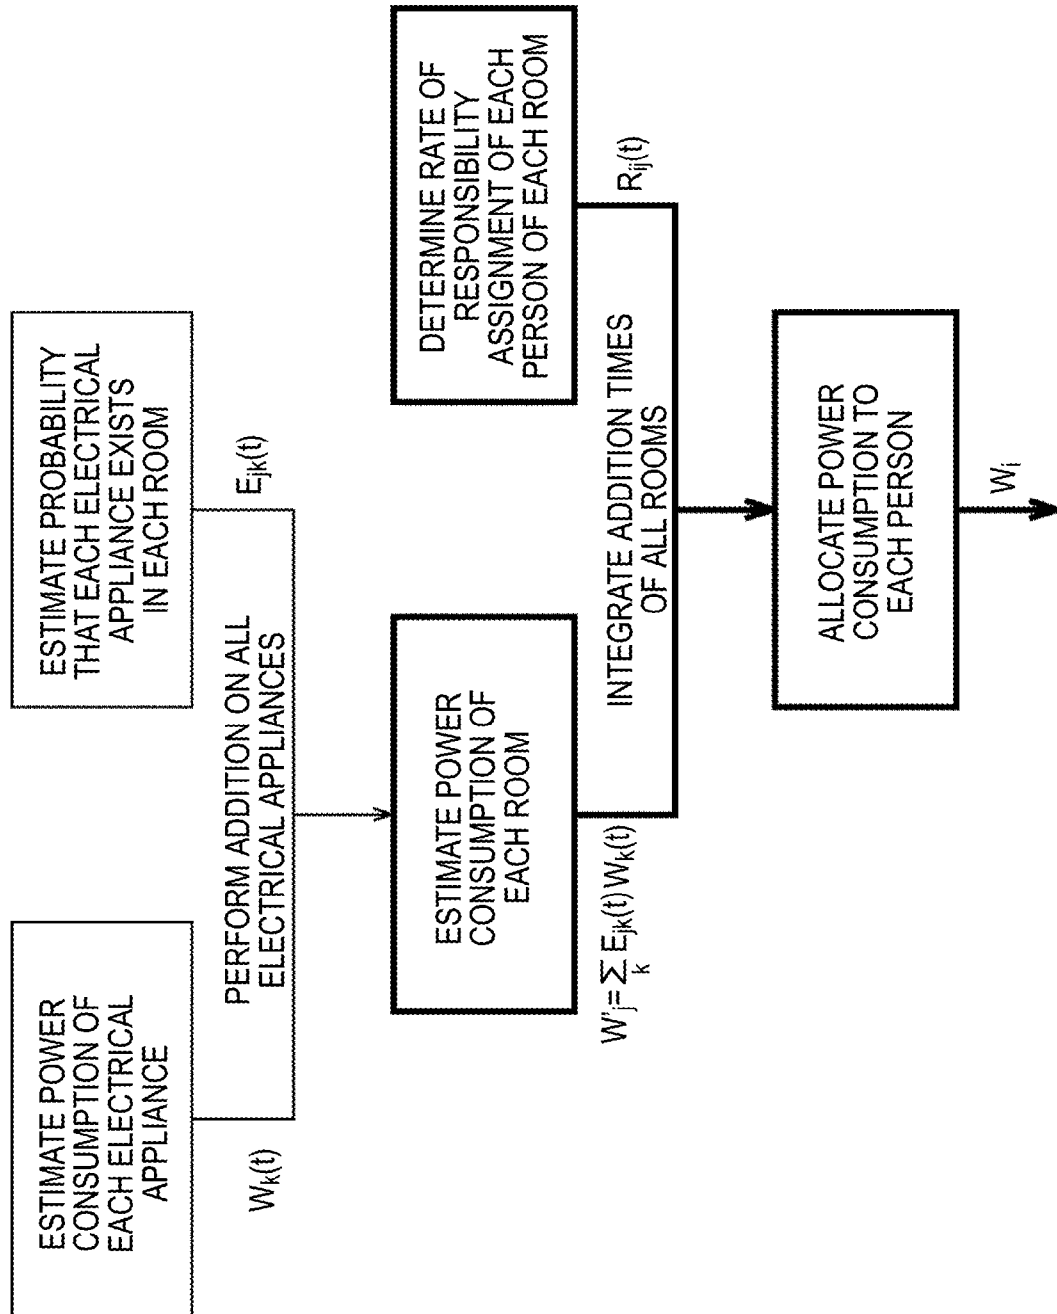 ESTIMATE POWER
CONSUMPTION OF
EACH ELECTRICAL
APPLIANCE
W_k(t)
ESTIMATE PROBABILITY
THAT EACH ELECTRICAL
APPLIANCE EXISTS
IN EACH ROOM
E_jk(t)
PERFORM ADDITION ON ALL
ELECTRICAL APPLIANCES
ESTIMATE POWER
CONSUMPTION OF
EACH ROOM
W'_j=∑_k E_jk(t)W_k(t)
DETERMINE RATE OF
RESPONSIBILITY
ASSIGNMENT OF EACH
PERSON OF EACH ROOM
R_ij(t)
INTEGRATE ADDITION TIMES
OF ALL ROOMS
ALLOCATE POWER
CONSUMPTION TO
EACH PERSON
W_i